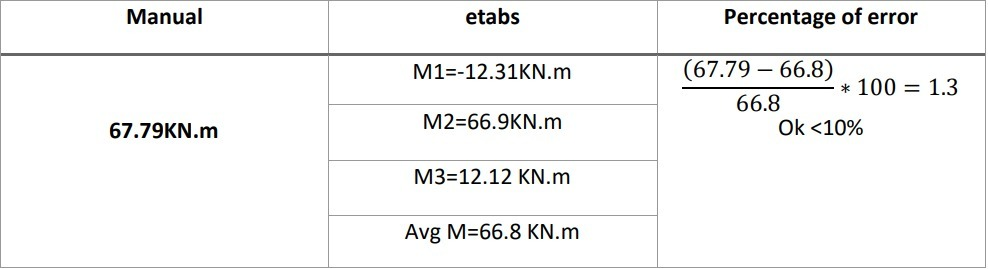 Manual etabs Percentage of error
67.79KN.m
M1=-12.31KN.m
M2=66.9KN.m
M3=12.12 KN.m
Avg M=66.8 KN.m
(67.79 − 66.8)
66.8
∗ 100 = 1.3
Ok <10%